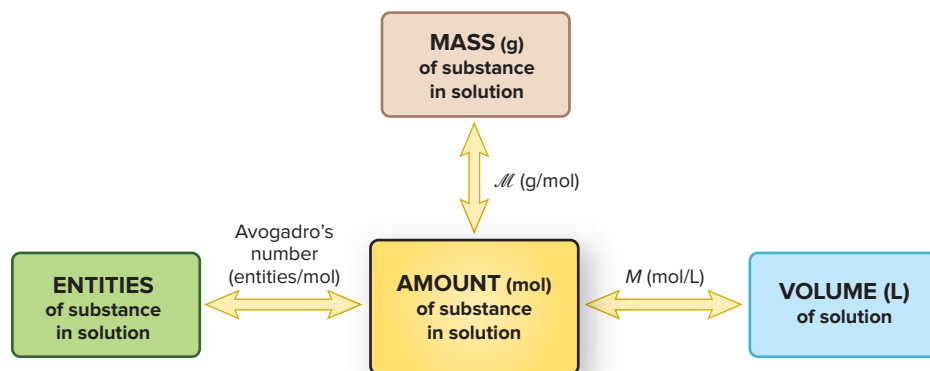 MASS (g)
of substance
in solution
ℳ (g/mol)
Avogadro's
number
(entities/mol)
ENTITIES
of substance
in solution
AMOUNT (mol)
of substance
in solution
M (mol/L)
VOLUME (L)
of solution